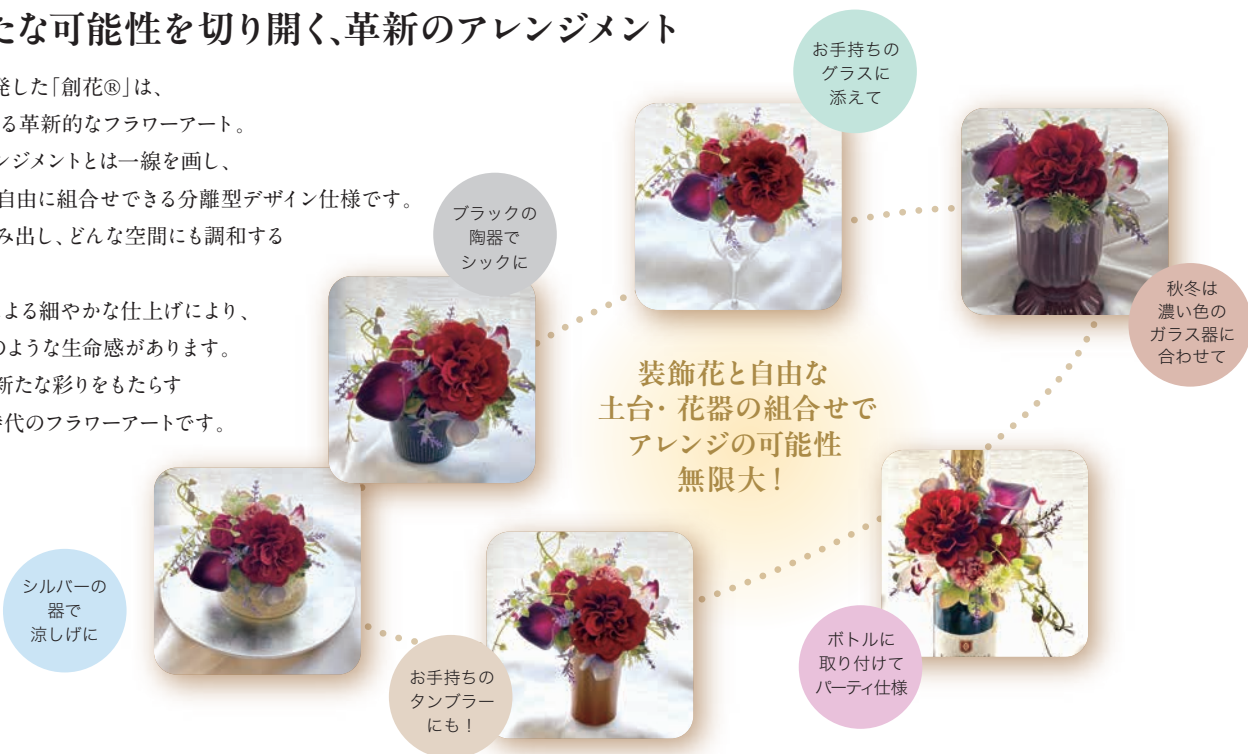 たな可能性を切り開く、革新のアレンジメント
発した「創花®」は、
る革新的なフラワーアート。
ンジメントとは一線を画し、
自由に組合せできる分離型デザイン仕様です。
み出し、どんな空間にも調和する
よる細やかな仕上げにより、
のような生命感があります。
新たな彩りをもたらす
時代のフラワーアートです。
お手持ちの
グラスに
添えて
ブラックの
陶器で
シックに
秋冬は
濃い色の
ガラス器に
合わせて
装飾花と自由な
土台・花器の組合せで
アレンジの可能性
無限大！
シルバーの
器で
涼しげに
お手持ちの
タンブラー
にも！
ボトルに
取り付けて
パーティ仕様